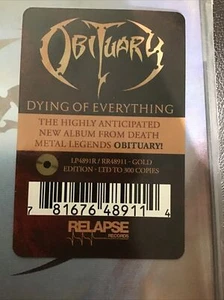 OBITUARY
DYING OF EVERYTHING
THE HIGHLY ANTICIPATED
NEW ALBUM FROM DEATH
METAL LEGENDS OBITUARY!
LP4891R / RR48911 - GOLD
EDITION - LTD TO 300 COPIES
7 81676 48911 4
RELAPSE
RECORDS